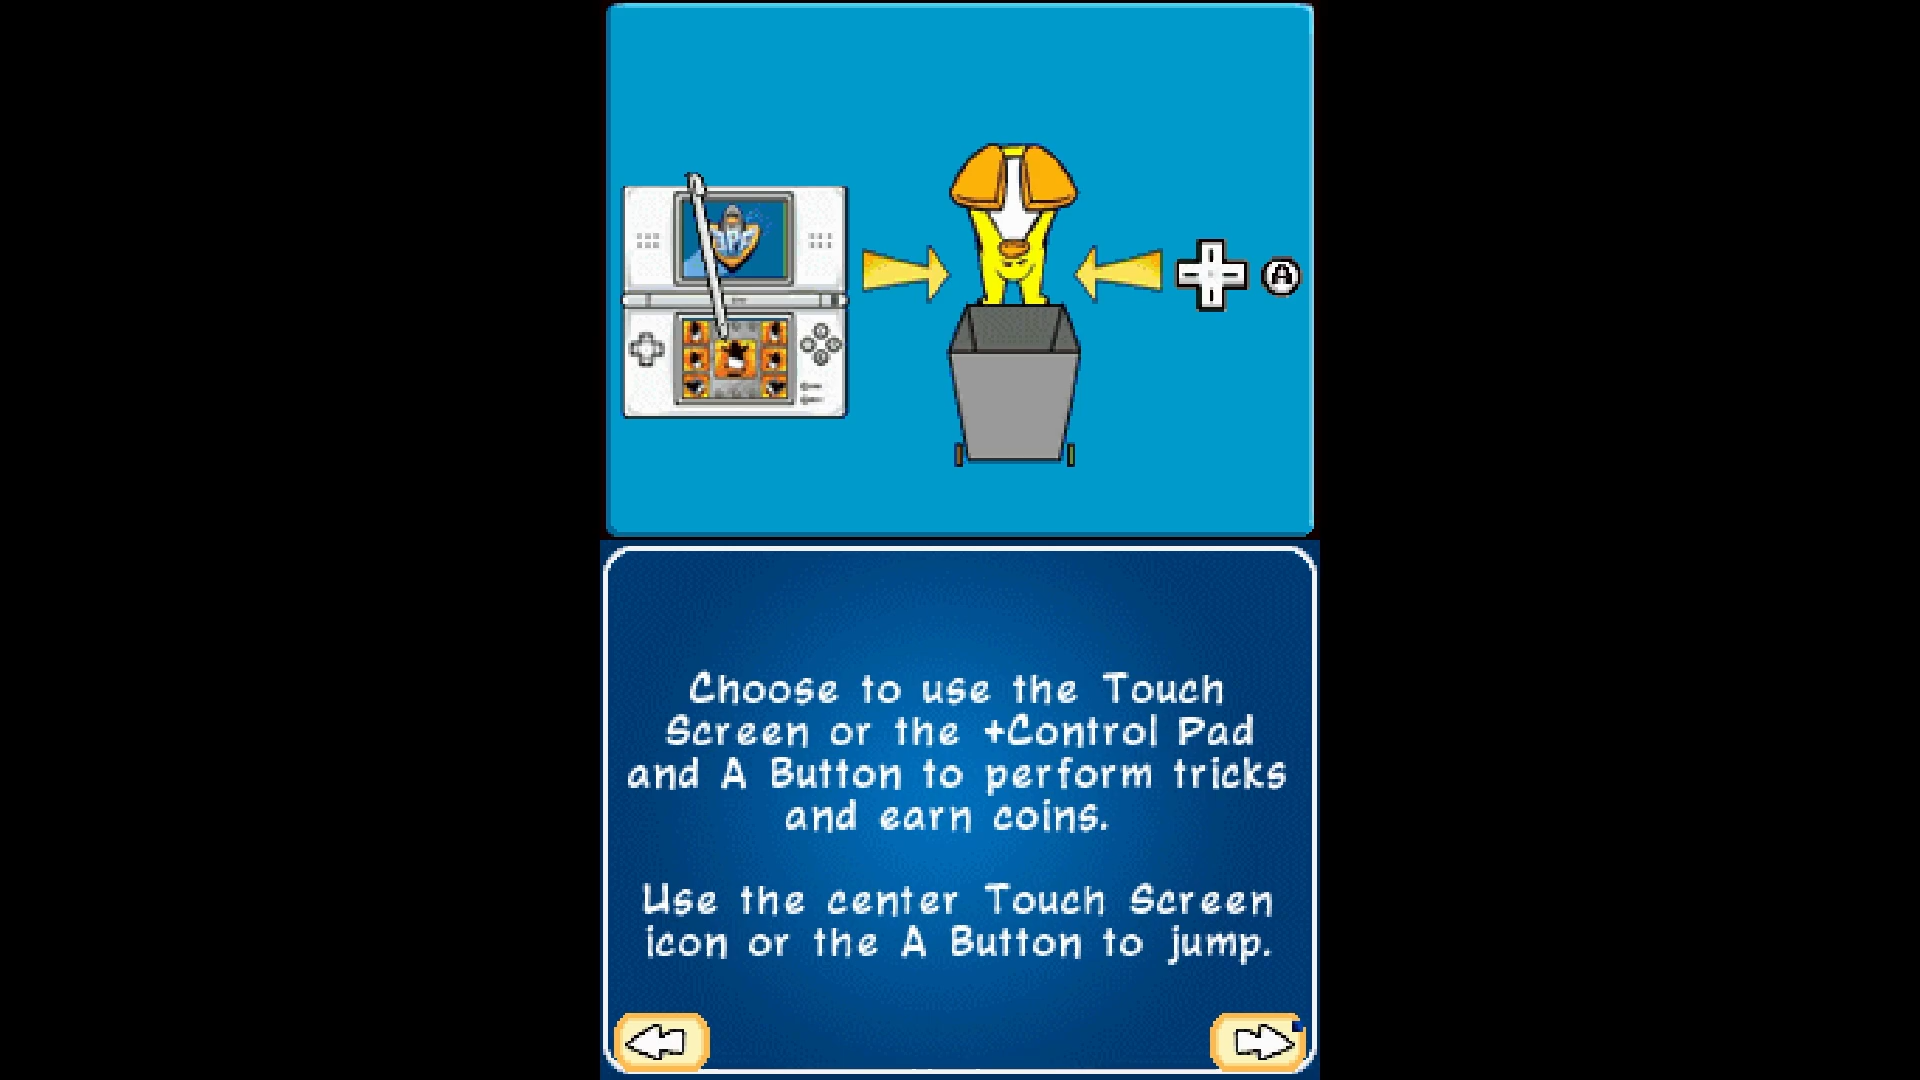 EPF
A
Choose to use the Touch
Screen or the +Control Pad
and A Button to perform tricks
and earn coins.
Use the center Touch Screen
icon or the A Button to jump.